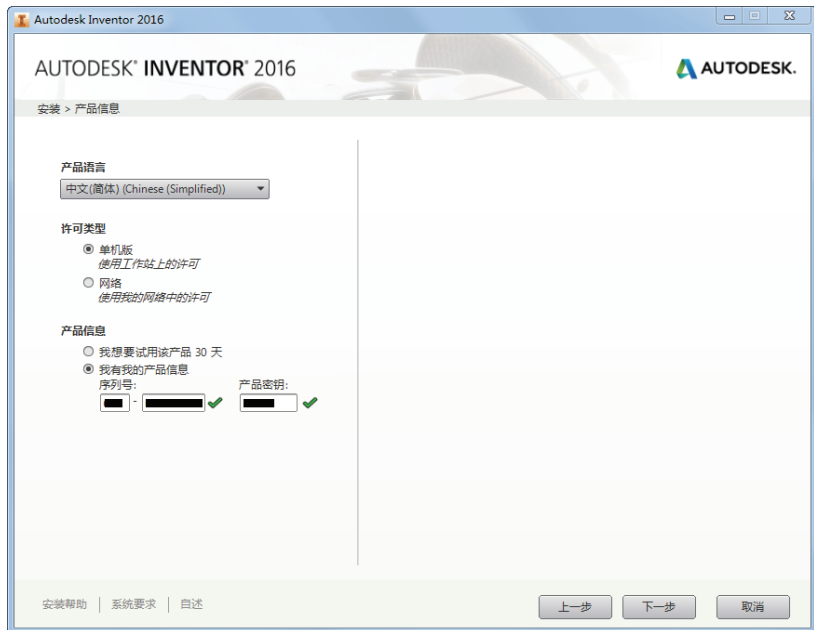 Autodesk Inventor 2016
AUTODESK® INVENTOR® 2016
AUTODESK.
安装 > 产品信息
产品语言
中文(简体) (Chinese (Simplified))
许可类型
单机版
使用工作站上的许可
网络
使用我的网络中的许可
产品信息
我想要试用该产品 30 天
我有我的产品信息
序列号: 产品密钥:
-
安装帮助 系统要求 自述 上一步 下一步 取消